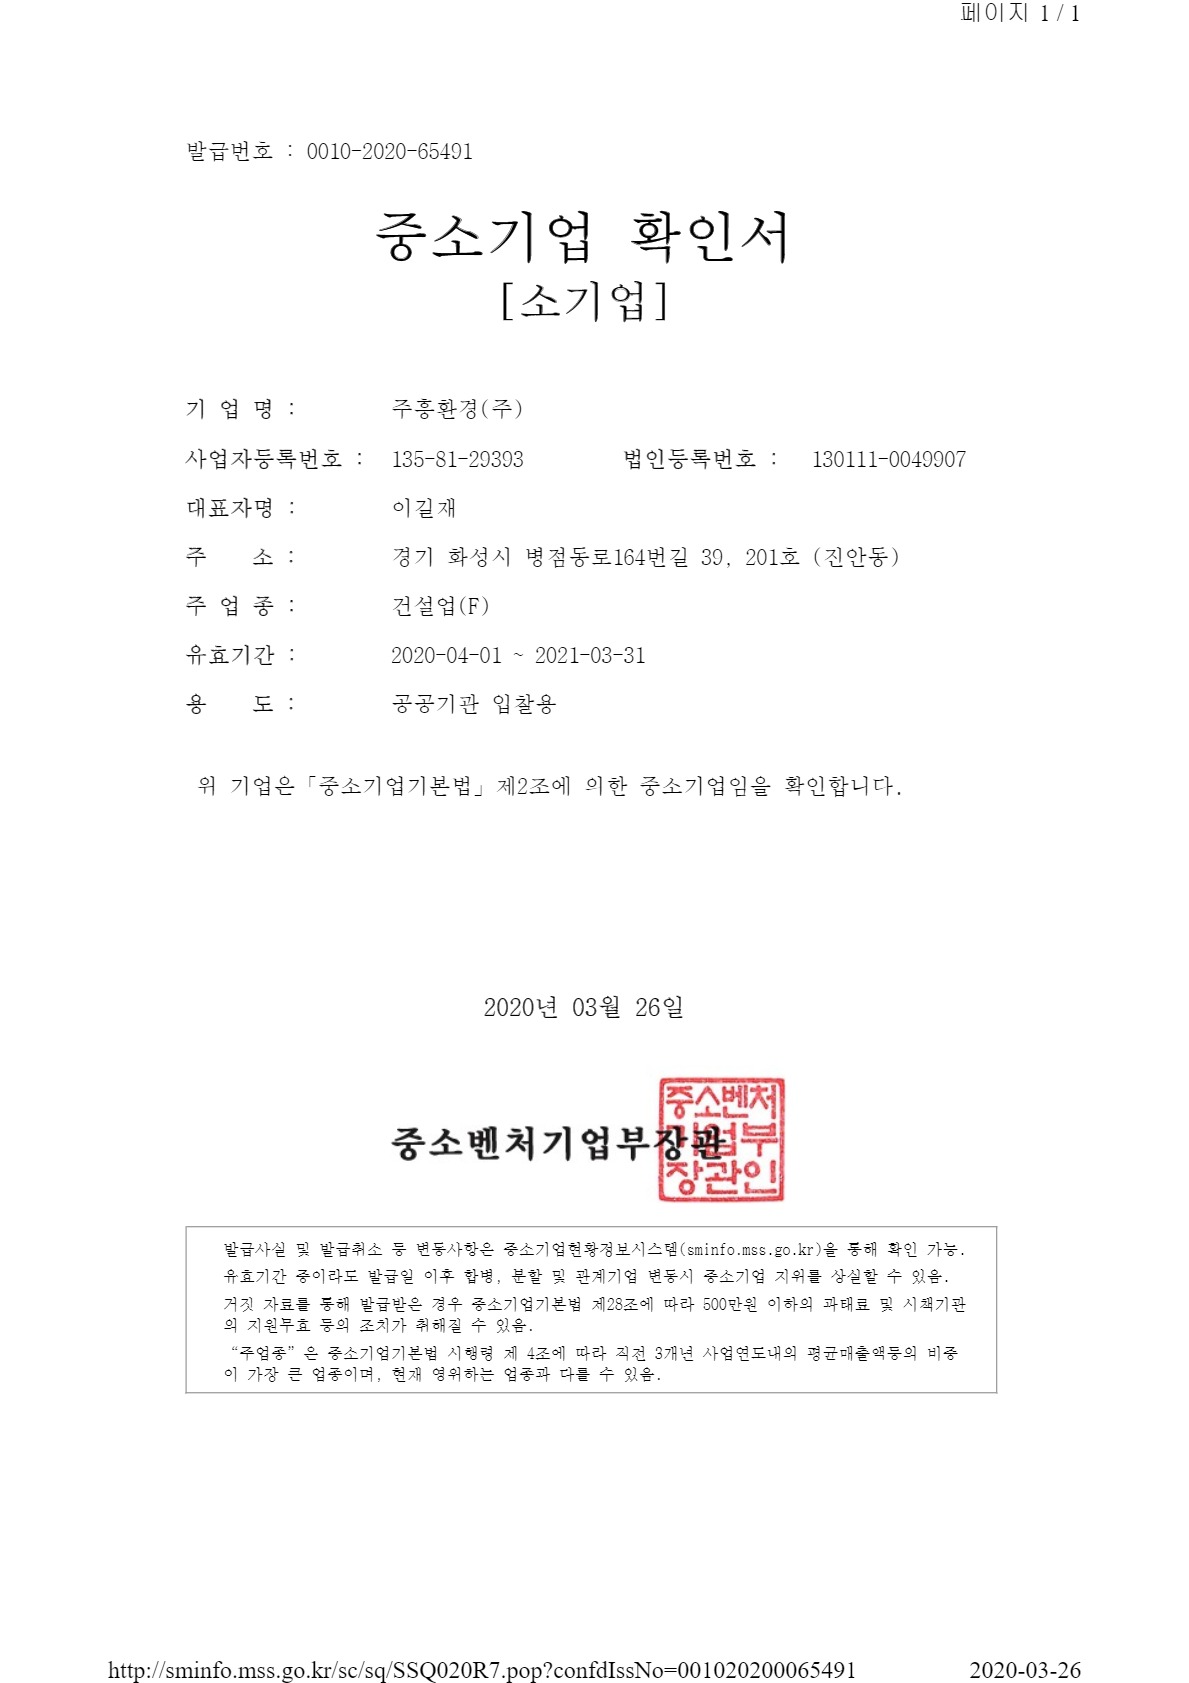 페이지 1 / 1
발급번호 : 0010-2020-65491
중소기업 확인서
[소기업]
기 업 명 : 주흥환경(주)
사업자등록번호 : 135-81-29393 법인등록번호 : 130111-0049907
대표자명 : 이길재
주 소 : 경기 화성시 병점동로164번길 39, 201호 (진안동)
주 업 종 : 건설업(F)
유효기간 : 2020-04-01 ~ 2021-03-31
용 도 : 공공기관 입찰용
위 기업은「중소기업기본법」제2조에 의한 중소기업임을 확인합니다.
2020년 03월 26일
중소벤처기업부장관
중소벤처
기업부
장관인
발급사실 및 발급취소 등 변동사항은 중소기업현황정보시스템(sminfo.mss.go.kr)을 통해 확인 가능.
유효기간 중이라도 발급일 이후 합병, 분할 및 관계기업 변동시 중소기업 지위를 상실할 수 있음.
거짓 자료를 통해 발급받은 경우 중소기업기본법 제28조에 따라 500만원 이하의 과태료 및 시책기관
의 지원무효 등의 조치가 취해질 수 있음.
“주업종”은 중소기업기본법 시행령 제 4조에 따라 직전 3개년 사업연도내의 평균매출액등의 비중
이 가장 큰 업종이며, 현재 영위하는 업종과 다를 수 있음.
http://sminfo.mss.go.kr/sc/sq/SSQ020R7.pop?confdIssNo=001020200065491 2020-03-26